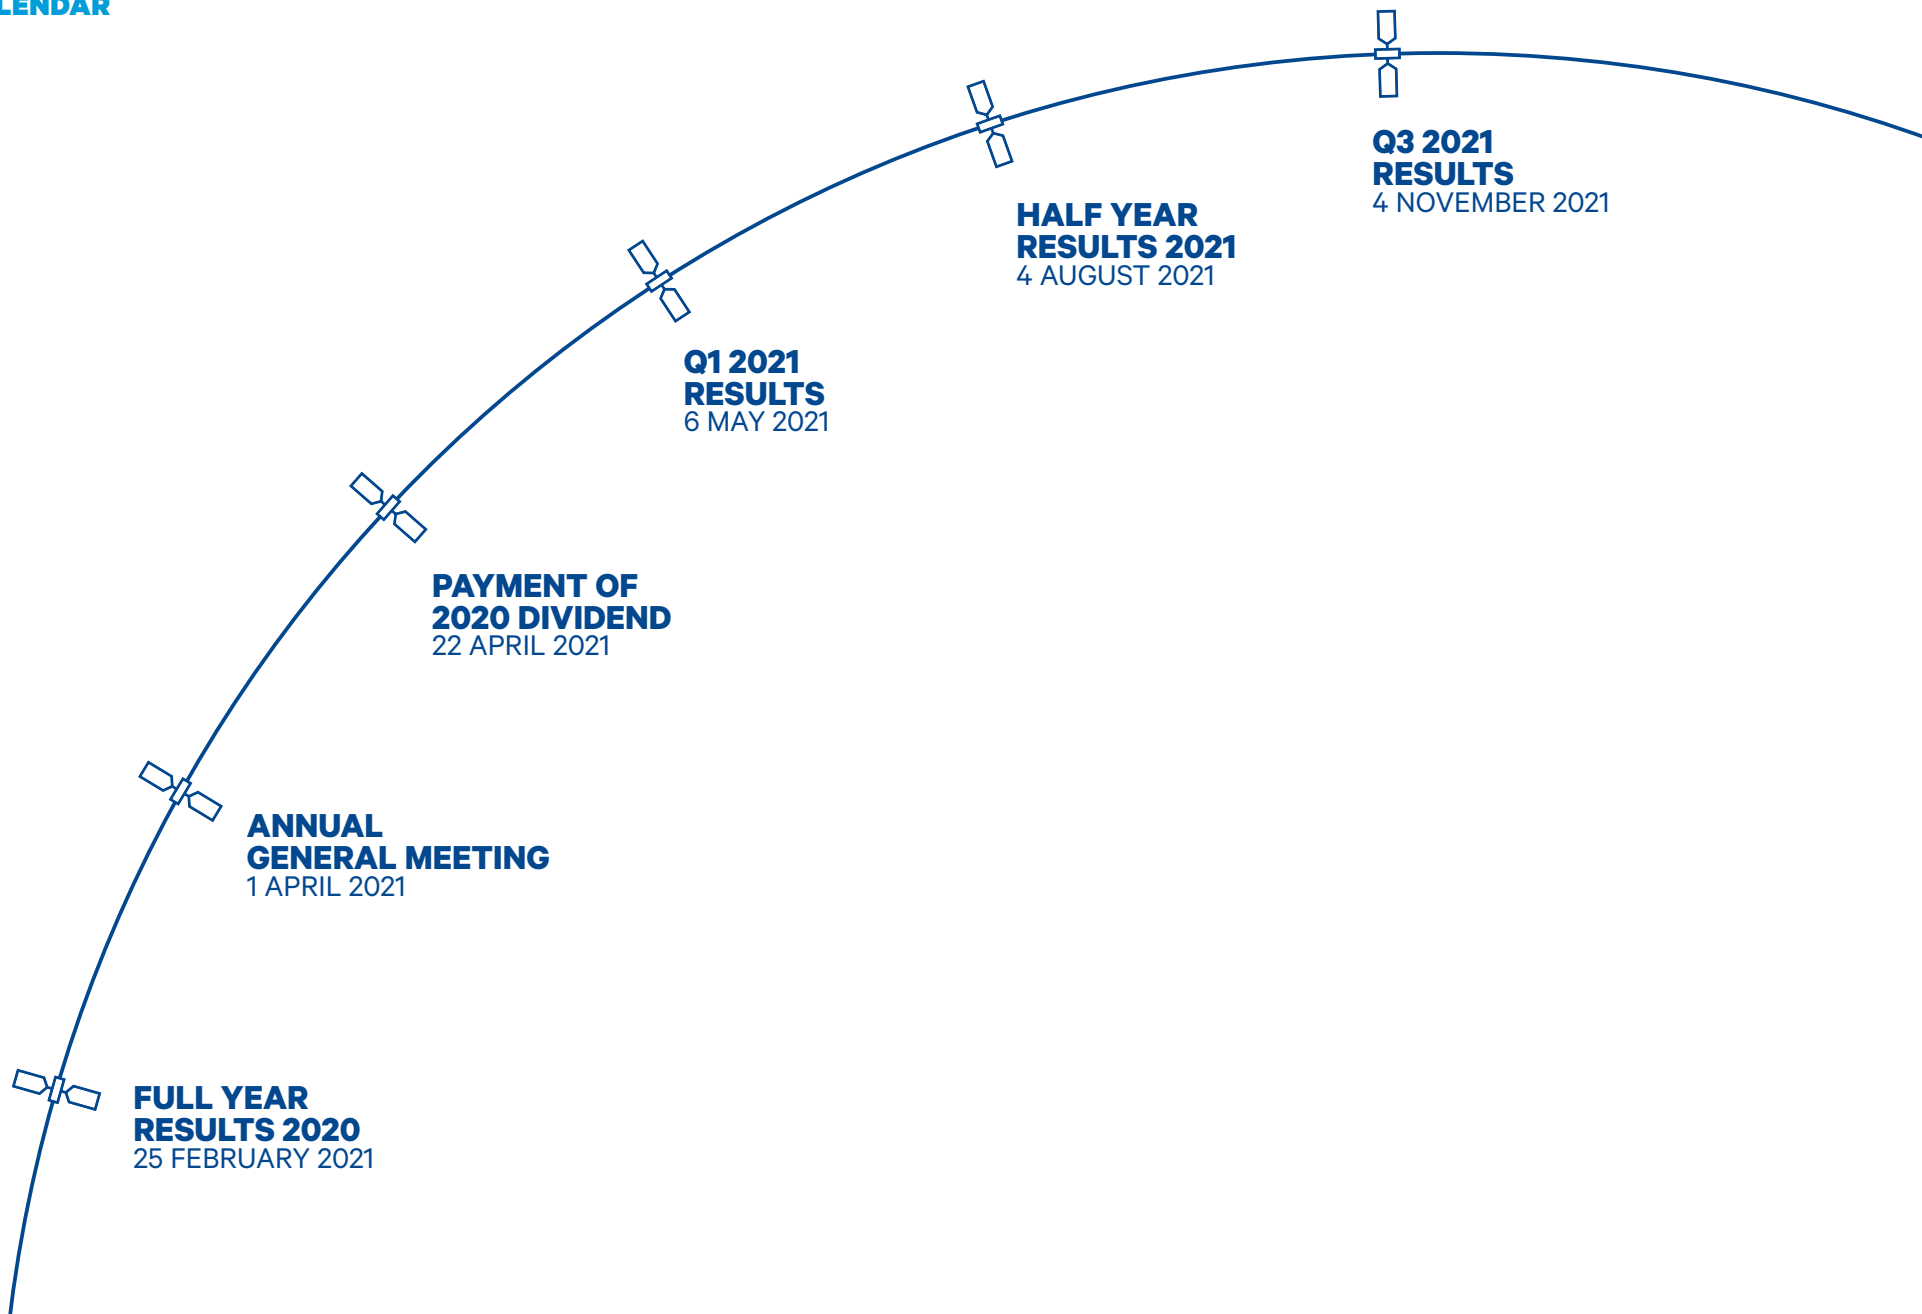 Q3 2021
RESULTS
4 NOVEMBER 2021
HALF YEAR
RESULTS 2021
4 AUGUST 2021
Q1 2021
RESULTS
6 MAY 2021
PAYMENT OF
2020 DIVIDEND
22 APRIL 2021
ANNUAL
GENERAL MEETING
1 APRIL 2021
FULL YEAR
RESULTS 2020
25 FEBRUARY 2021